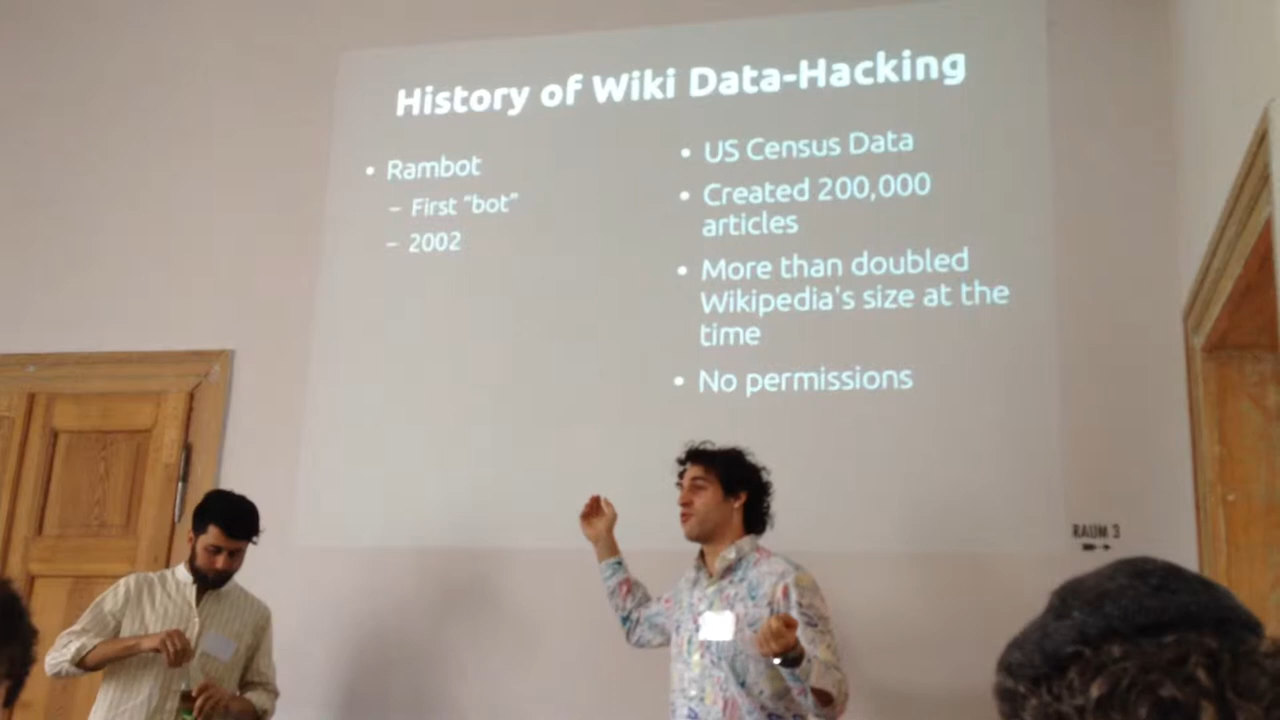 History of Wiki Data-Hacking
• Rambot
– First “bot”
– 2002
• US Census Data
• Created 200,000
articles
• More than doubled
Wikipedia's size at the
time
• No permissions
RAUM 3